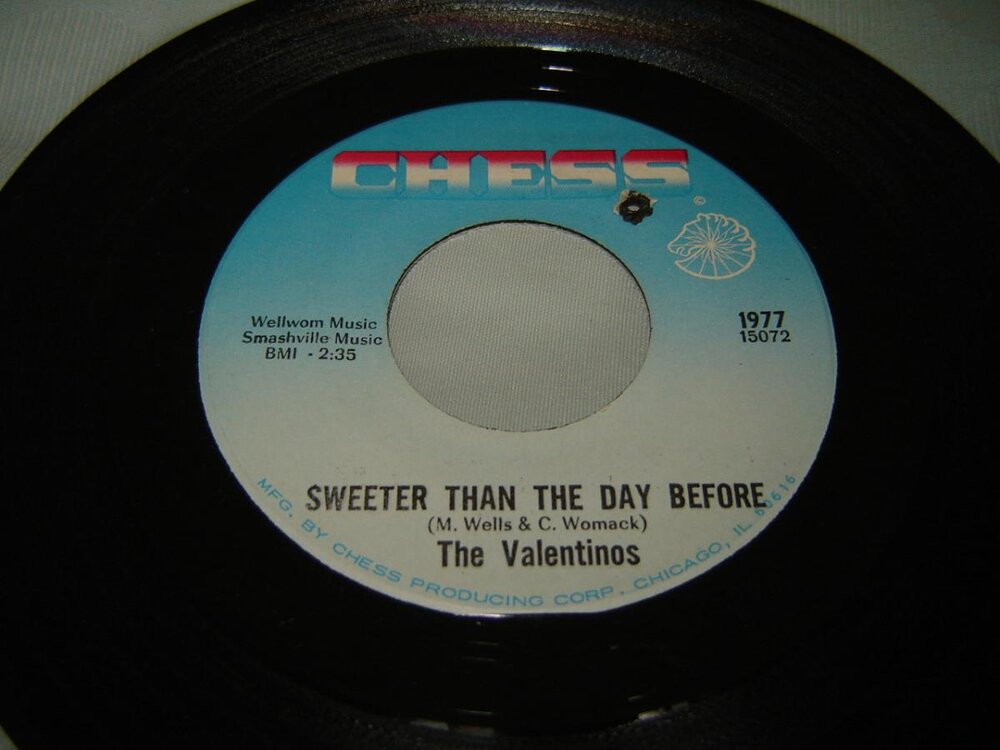 CHESS
©
Wellwom Music
Smashville Music
BMI - 2:35
1977
15072
SWEETER THAN THE DAY BEFORE
(M. Wells & C. Womack)
The Valentinos
MFG. BY CHESS PRODUCING CORP., CHICAGO, IL 60616